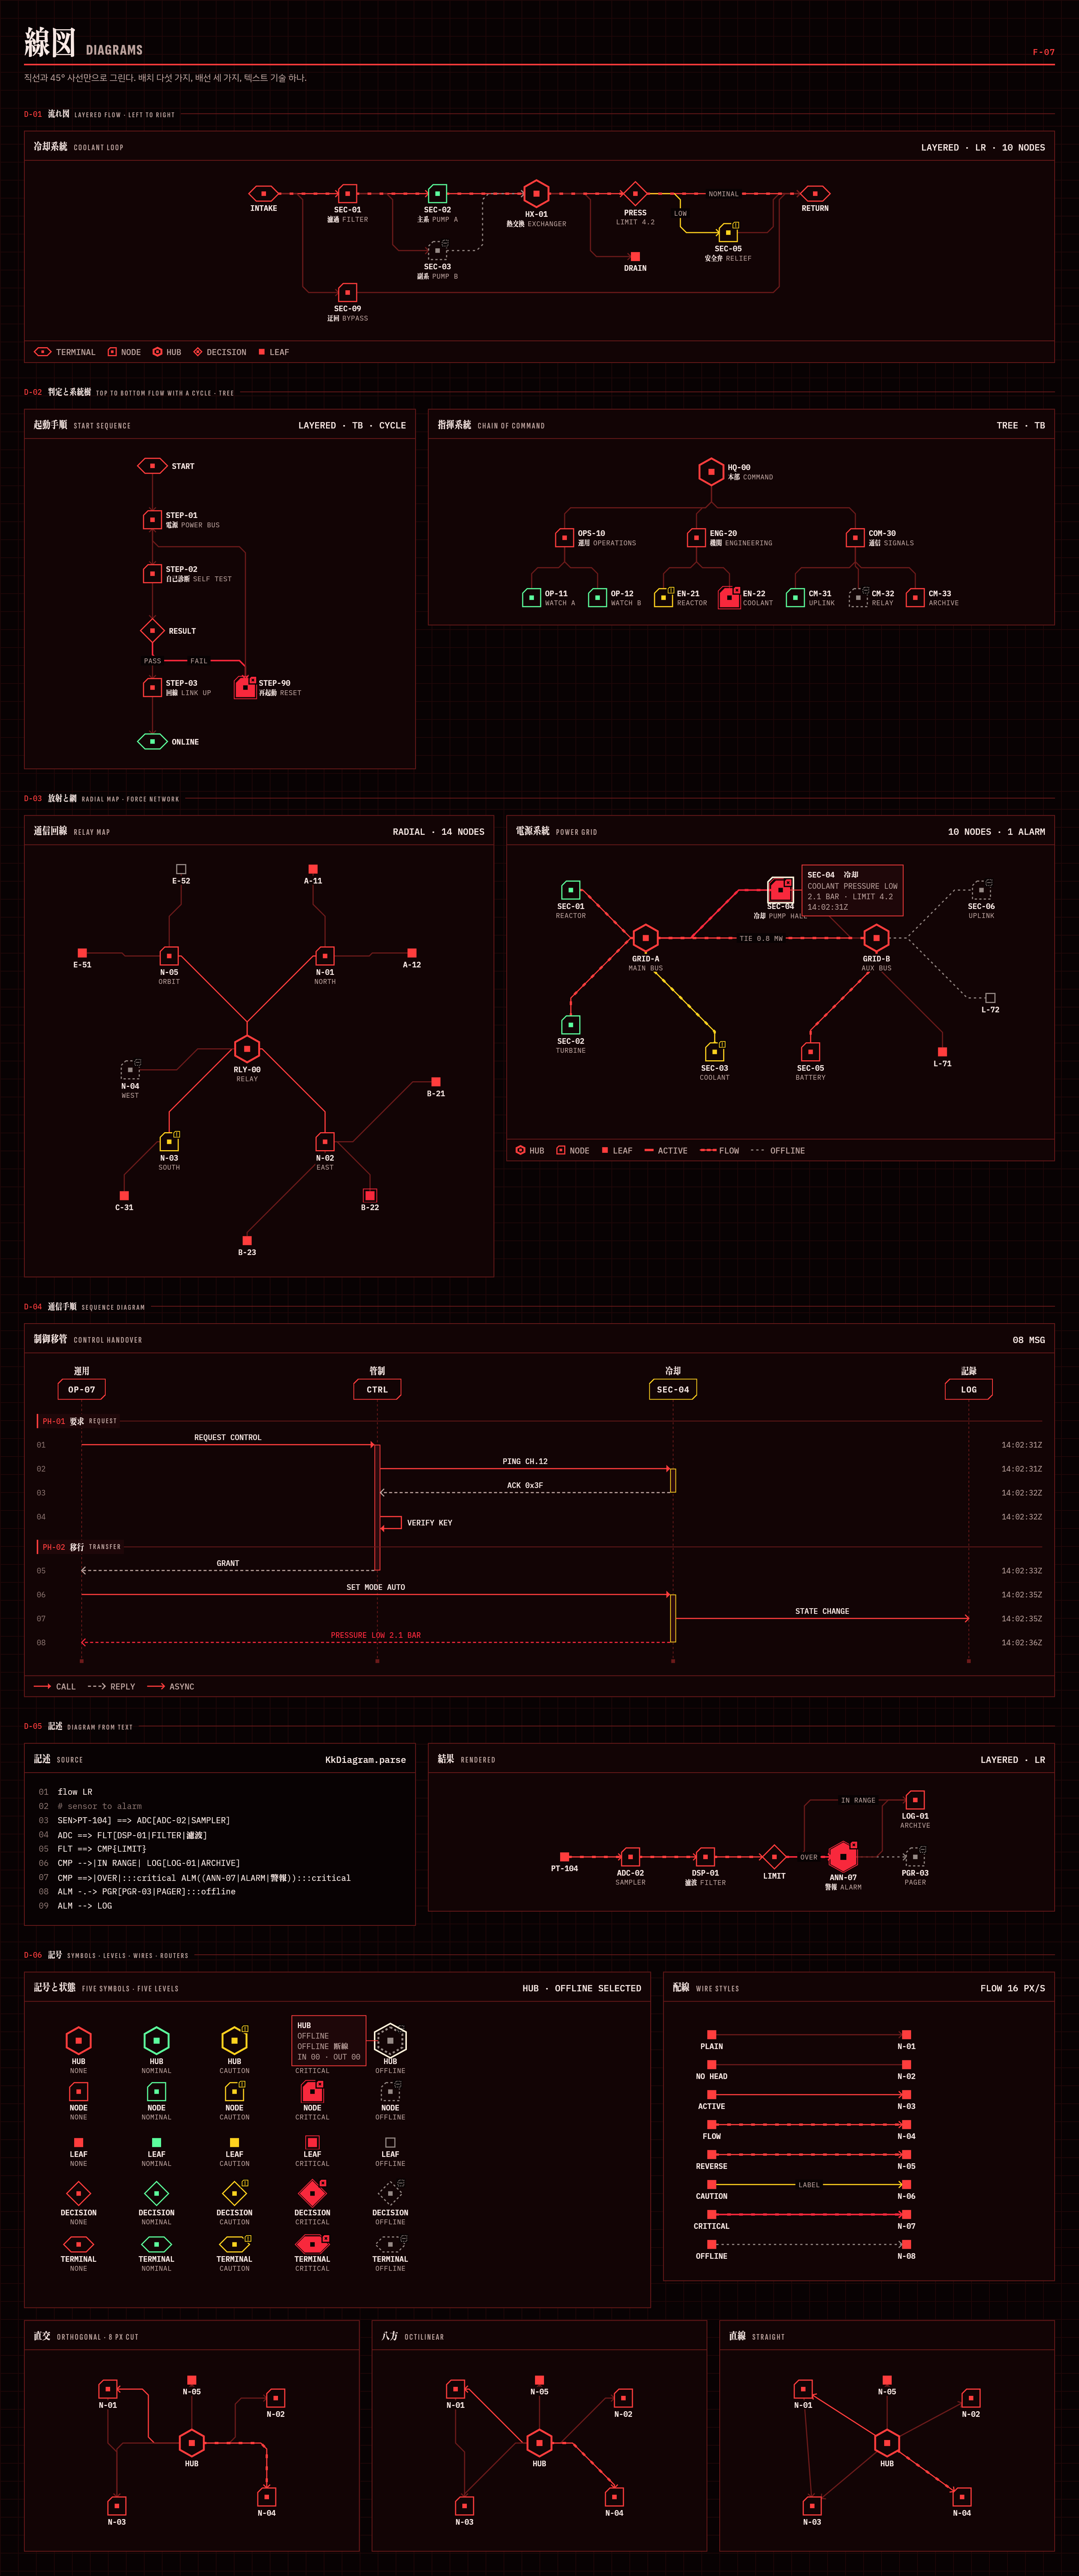 線図 DIAGRAMS F-07
직선과 45° 사선만으로 그린다. 배치 다섯 가지, 배선 세 가지, 텍스트 기술 하나.
D-01 流れ図 LAYERED FLOW · LEFT TO RIGHT
冷却系統 COOLANT LOOP LAYERED · LR · 10 NODES
INTAKE
SEC-01
濾過 FILTER
SEC-02
主系 PUMP A
HX-01
熱交換 EXCHANGER
PRESS
LIMIT 4.2
NOMINAL
LOW
RETURN
SEC-03
副系 PUMP B
SEC-05
安全弁 RELIEF
DRAIN
SEC-09
迂回 BYPASS
TERMINAL NODE HUB DECISION LEAF
D-02 判定と系統樹 TOP TO BOTTOM FLOW WITH A CYCLE · TREE
起動手順 START SEQUENCE LAYERED · TB · CYCLE
START
STEP-01
電源 POWER BUS
STEP-02
自己診断 SELF TEST
RESULT
PASS FAIL
STEP-03
回線 LINK UP
STEP-90
再起動 RESET
ONLINE
指揮系統 CHAIN OF COMMAND TREE · TB
HQ-00
本部 COMMAND
OPS-10
運用 OPERATIONS
ENG-20
機関 ENGINEERING
COM-30
通信 SIGNALS
OP-11
WATCH A
OP-12
WATCH B
EN-21
REACTOR
EN-22
COOLANT
CM-31
UPLINK
CM-32
RELAY
CM-33
ARCHIVE
D-03 放射と網 RADIAL MAP · FORCE NETWORK
通信回線 RELAY MAP RADIAL · 14 NODES
E-52
A-11
E-51
N-05
ORBIT
N-01
NORTH
A-12
RLY-00
RELAY
N-04
WEST
B-21
N-03
SOUTH
N-02
EAST
C-31
B-22
B-23
電源系統 POWER GRID 10 NODES · 1 ALARM
SEC-01
REACTOR
SEC-04
冷却 PUMP HALL
SEC-04 冷却
COOLANT PRESSURE LOW
2.1 BAR · LIMIT 4.2
14:02:31Z
SEC-06
UPLINK
GRID-A
MAIN BUS
TIE 0.8 MW
GRID-B
AUX BUS
L-72
SEC-02
TURBINE
SEC-03
COOLANT
SEC-05
BATTERY
L-71
HUB NODE LEAF ACTIVE FLOW OFFLINE
D-04 通信手順 SEQUENCE DIAGRAM
制御移管 CONTROL HANDOVER 08 MSG
運用 管制 冷却 記録
OP-07 CTRL SEC-04 LOG
PH-01 要求 REQUEST
01 REQUEST CONTROL 14:02:31Z
02 PING CH.12 14:02:31Z
03 ACK 0x3F 14:02:32Z
04 VERIFY KEY 14:02:32Z
PH-02 移行 TRANSFER
05 GRANT 14:02:33Z
06 SET MODE AUTO 14:02:35Z
07 STATE CHANGE 14:02:35Z
08 PRESSURE LOW 2.1 BAR 14:02:36Z
CALL REPLY ASYNC
D-05 記述 DIAGRAM FROM TEXT
記述 SOURCE KkDiagram.parse
01 flow LR
02 # sensor to alarm
03 SEN>PT-104] ==> ADC[ADC-02|SAMPLER]
04 ADC ==> FLT[DSP-01|FILTER|濾波]
05 FLT ==> CMP{LIMIT}
06 CMP -->|IN RANGE| LOG[LOG-01|ARCHIVE]
07 CMP ==>|OVER|:::critical ALM((ANN-07|ALARM|警報)):::critical
08 ALM -.-> PGR[PGR-03|PAGER]:::offline
09 ALM --> LOG
結果 RENDERED LAYERED · LR
IN RANGE
LOG-01
ARCHIVE
PT-104
ADC-02
SAMPLER
DSP-01
濾波 FILTER
LIMIT
OVER
ANN-07
警報 ALARM
PGR-03
PAGER
D-06 記号 SYMBOLS · LEVELS · WIRES · ROUTERS
記号と状態 FIVE SYMBOLS · FIVE LEVELS HUB · OFFLINE SELECTED
HUB
OFFLINE
OFFLINE 断線
IN 00 · OUT 00
HUB HUB HUB HUB
NONE NOMINAL CAUTION CRITICAL OFFLINE
NODE NODE NODE NODE NODE
NONE NOMINAL CAUTION CRITICAL OFFLINE
LEAF LEAF LEAF LEAF LEAF
NONE NOMINAL CAUTION CRITICAL OFFLINE
DECISION DECISION DECISION DECISION DECISION
NONE NOMINAL CAUTION CRITICAL OFFLINE
TERMINAL TERMINAL TERMINAL TERMINAL TERMINAL
NONE NOMINAL CAUTION CRITICAL OFFLINE
配線 WIRE STYLES FLOW 16 PX/S
PLAIN N-01
NO HEAD N-02
ACTIVE N-03
FLOW N-04
REVERSE N-05
LABEL
CAUTION N-06
CRITICAL N-07
OFFLINE N-08
直交 ORTHOGONAL · 8 PX CUT
N-05
N-01
N-02
HUB
N-04
N-03
八方 OCTILINEAR
N-05
N-01
N-02
HUB
N-04
N-03
直線 STRAIGHT
N-05
N-01
N-02
HUB
N-04
N-03